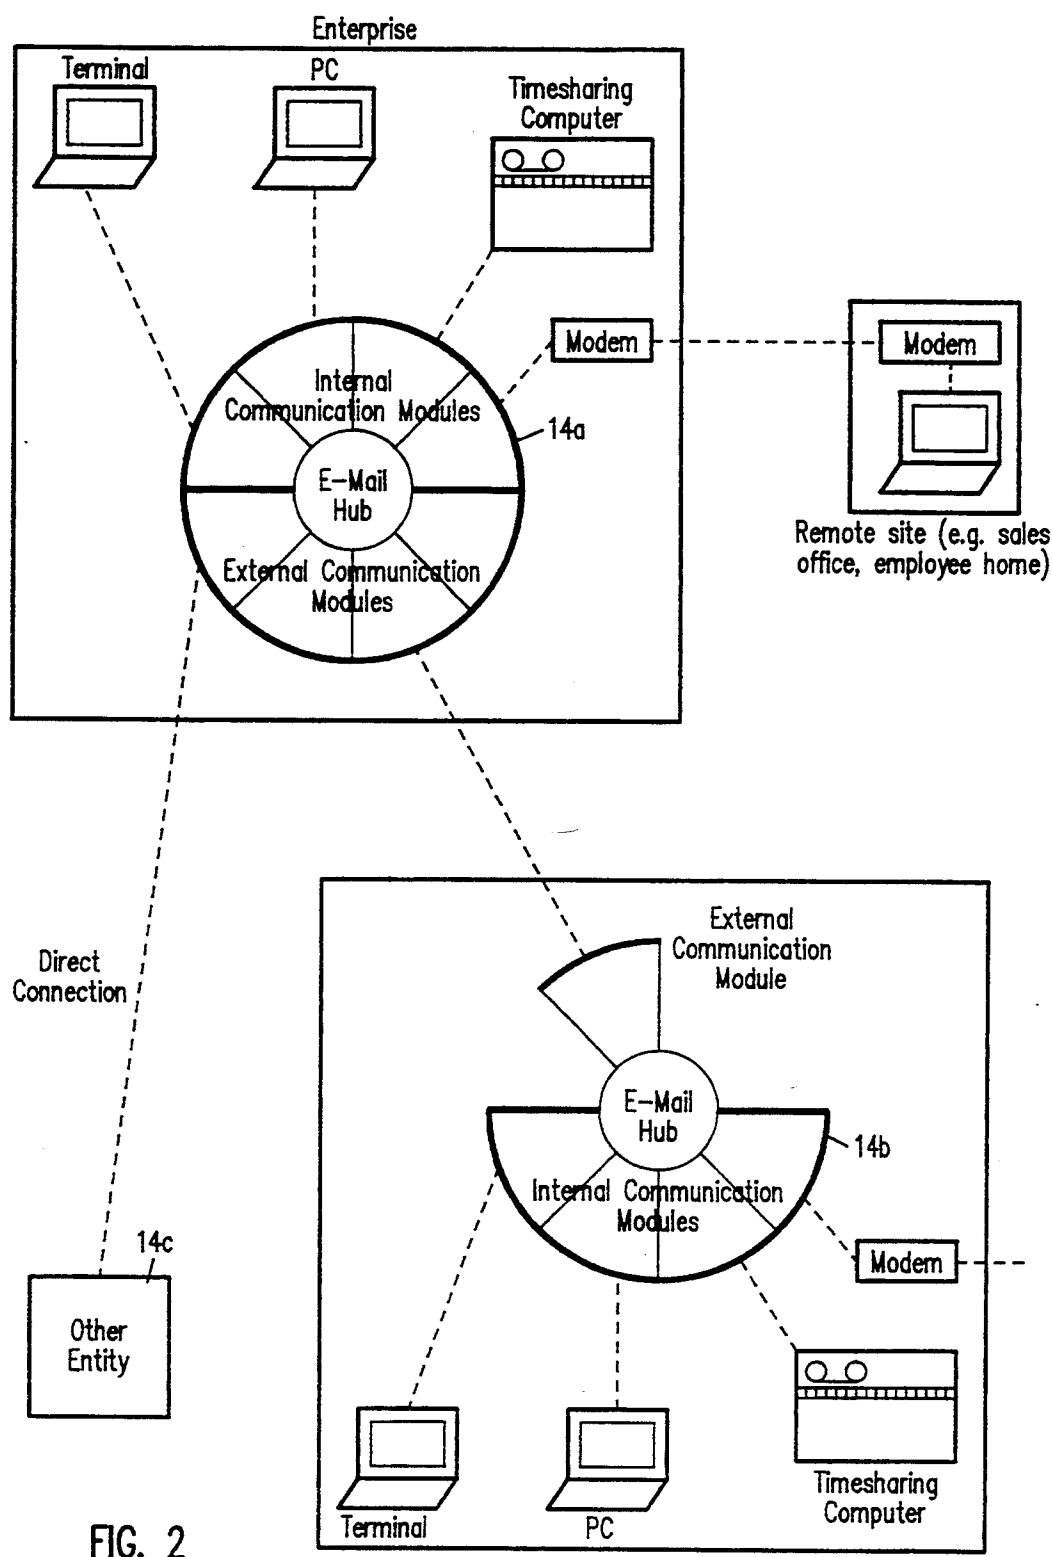 Enterprise
Terminal
PC
Timesharing
Computer
Modem
Modem
Internal
Communication Modules
14a
E-Mail
Hub
Remote site (e.g. sales
office, employee home)
External Communication
Modules
External
Communication
Module
Direct
Connection
E-Mail
Hub
14b
Internal Communication
Modules
14c
Modem
Other
Entity
Timesharing
Computer
Terminal
PC
FIG. 2